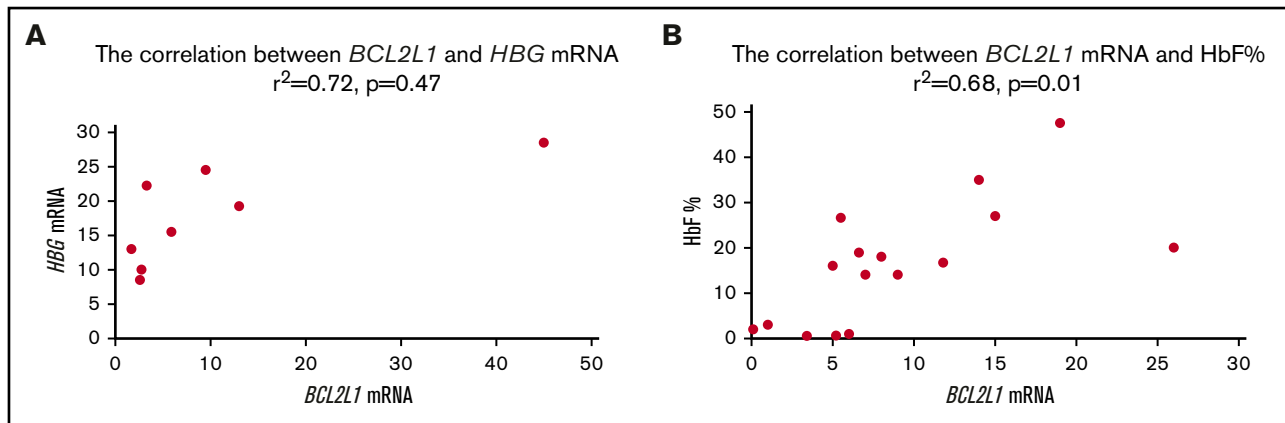 A
The correlation between BCL2L1 and HBG mRNA
r²=0.72, p=0.47
HBG mRNA
30
25
20
15
10
5
0
0 10 20 30 40 50
BCL2L1 mRNA
B
The correlation between BCL2L1 mRNA and HbF%
r²=0.68, p=0.01
HbF %
50
40
30
20
10
0
0 5 10 15 20 25 30
BCL2L1 mRNA